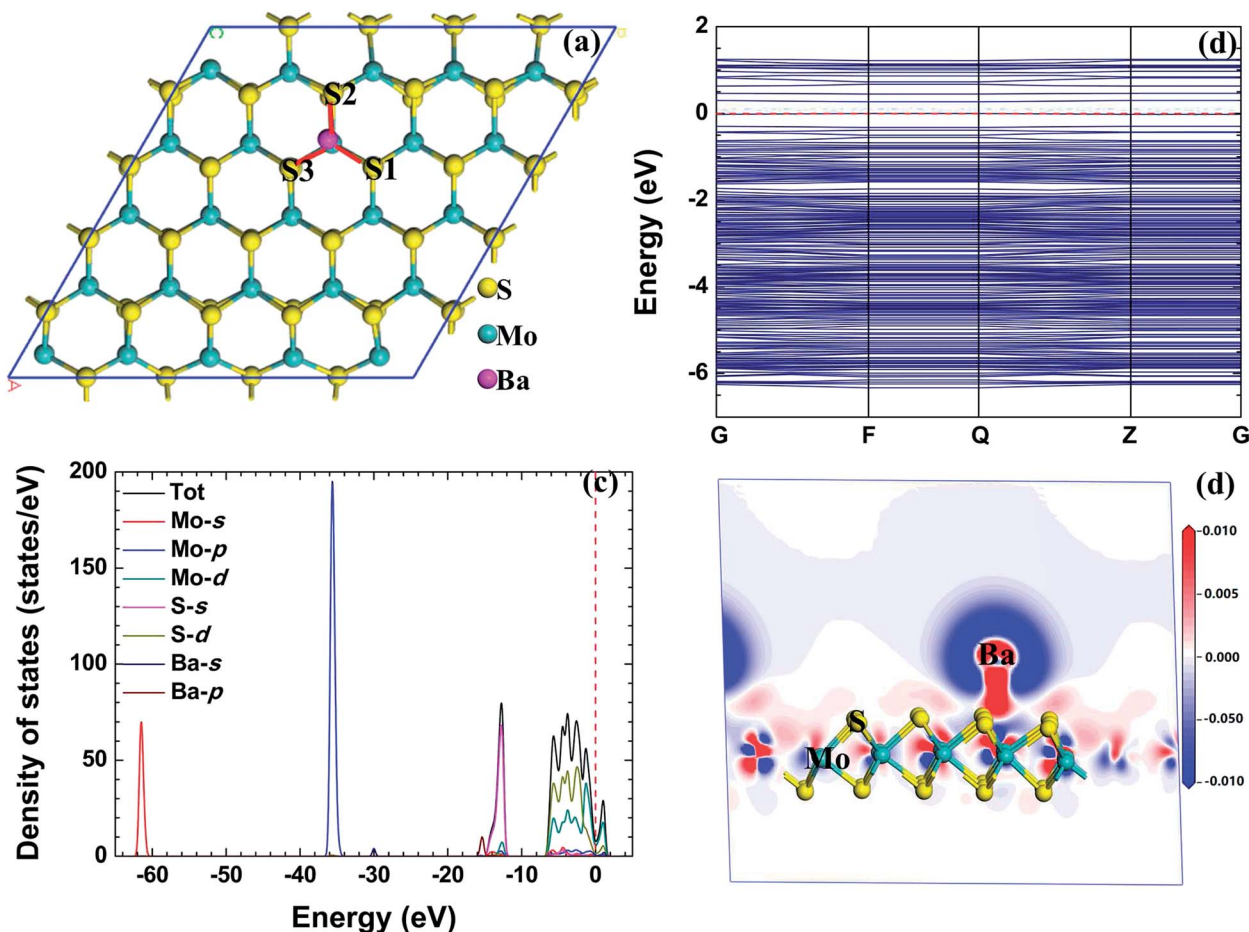 (a)
C
B
S2
S3
S1
S
Mo
Ba
A
(d)
2
0
-2
-4
-6
Energy (eV)
G
F
Q
Z
G
(c)
200
150
100
50
0
Tot
Mo-s
Mo-p
Mo-d
S-s
S-d
Ba-s
Ba-p
Density of states (states/eV)
-60
-50
-40
-30
-20
-10
0
Energy (eV)
(d)
Ba
S
Mo
0.010
0.050
0.000
-0.050
-0.010